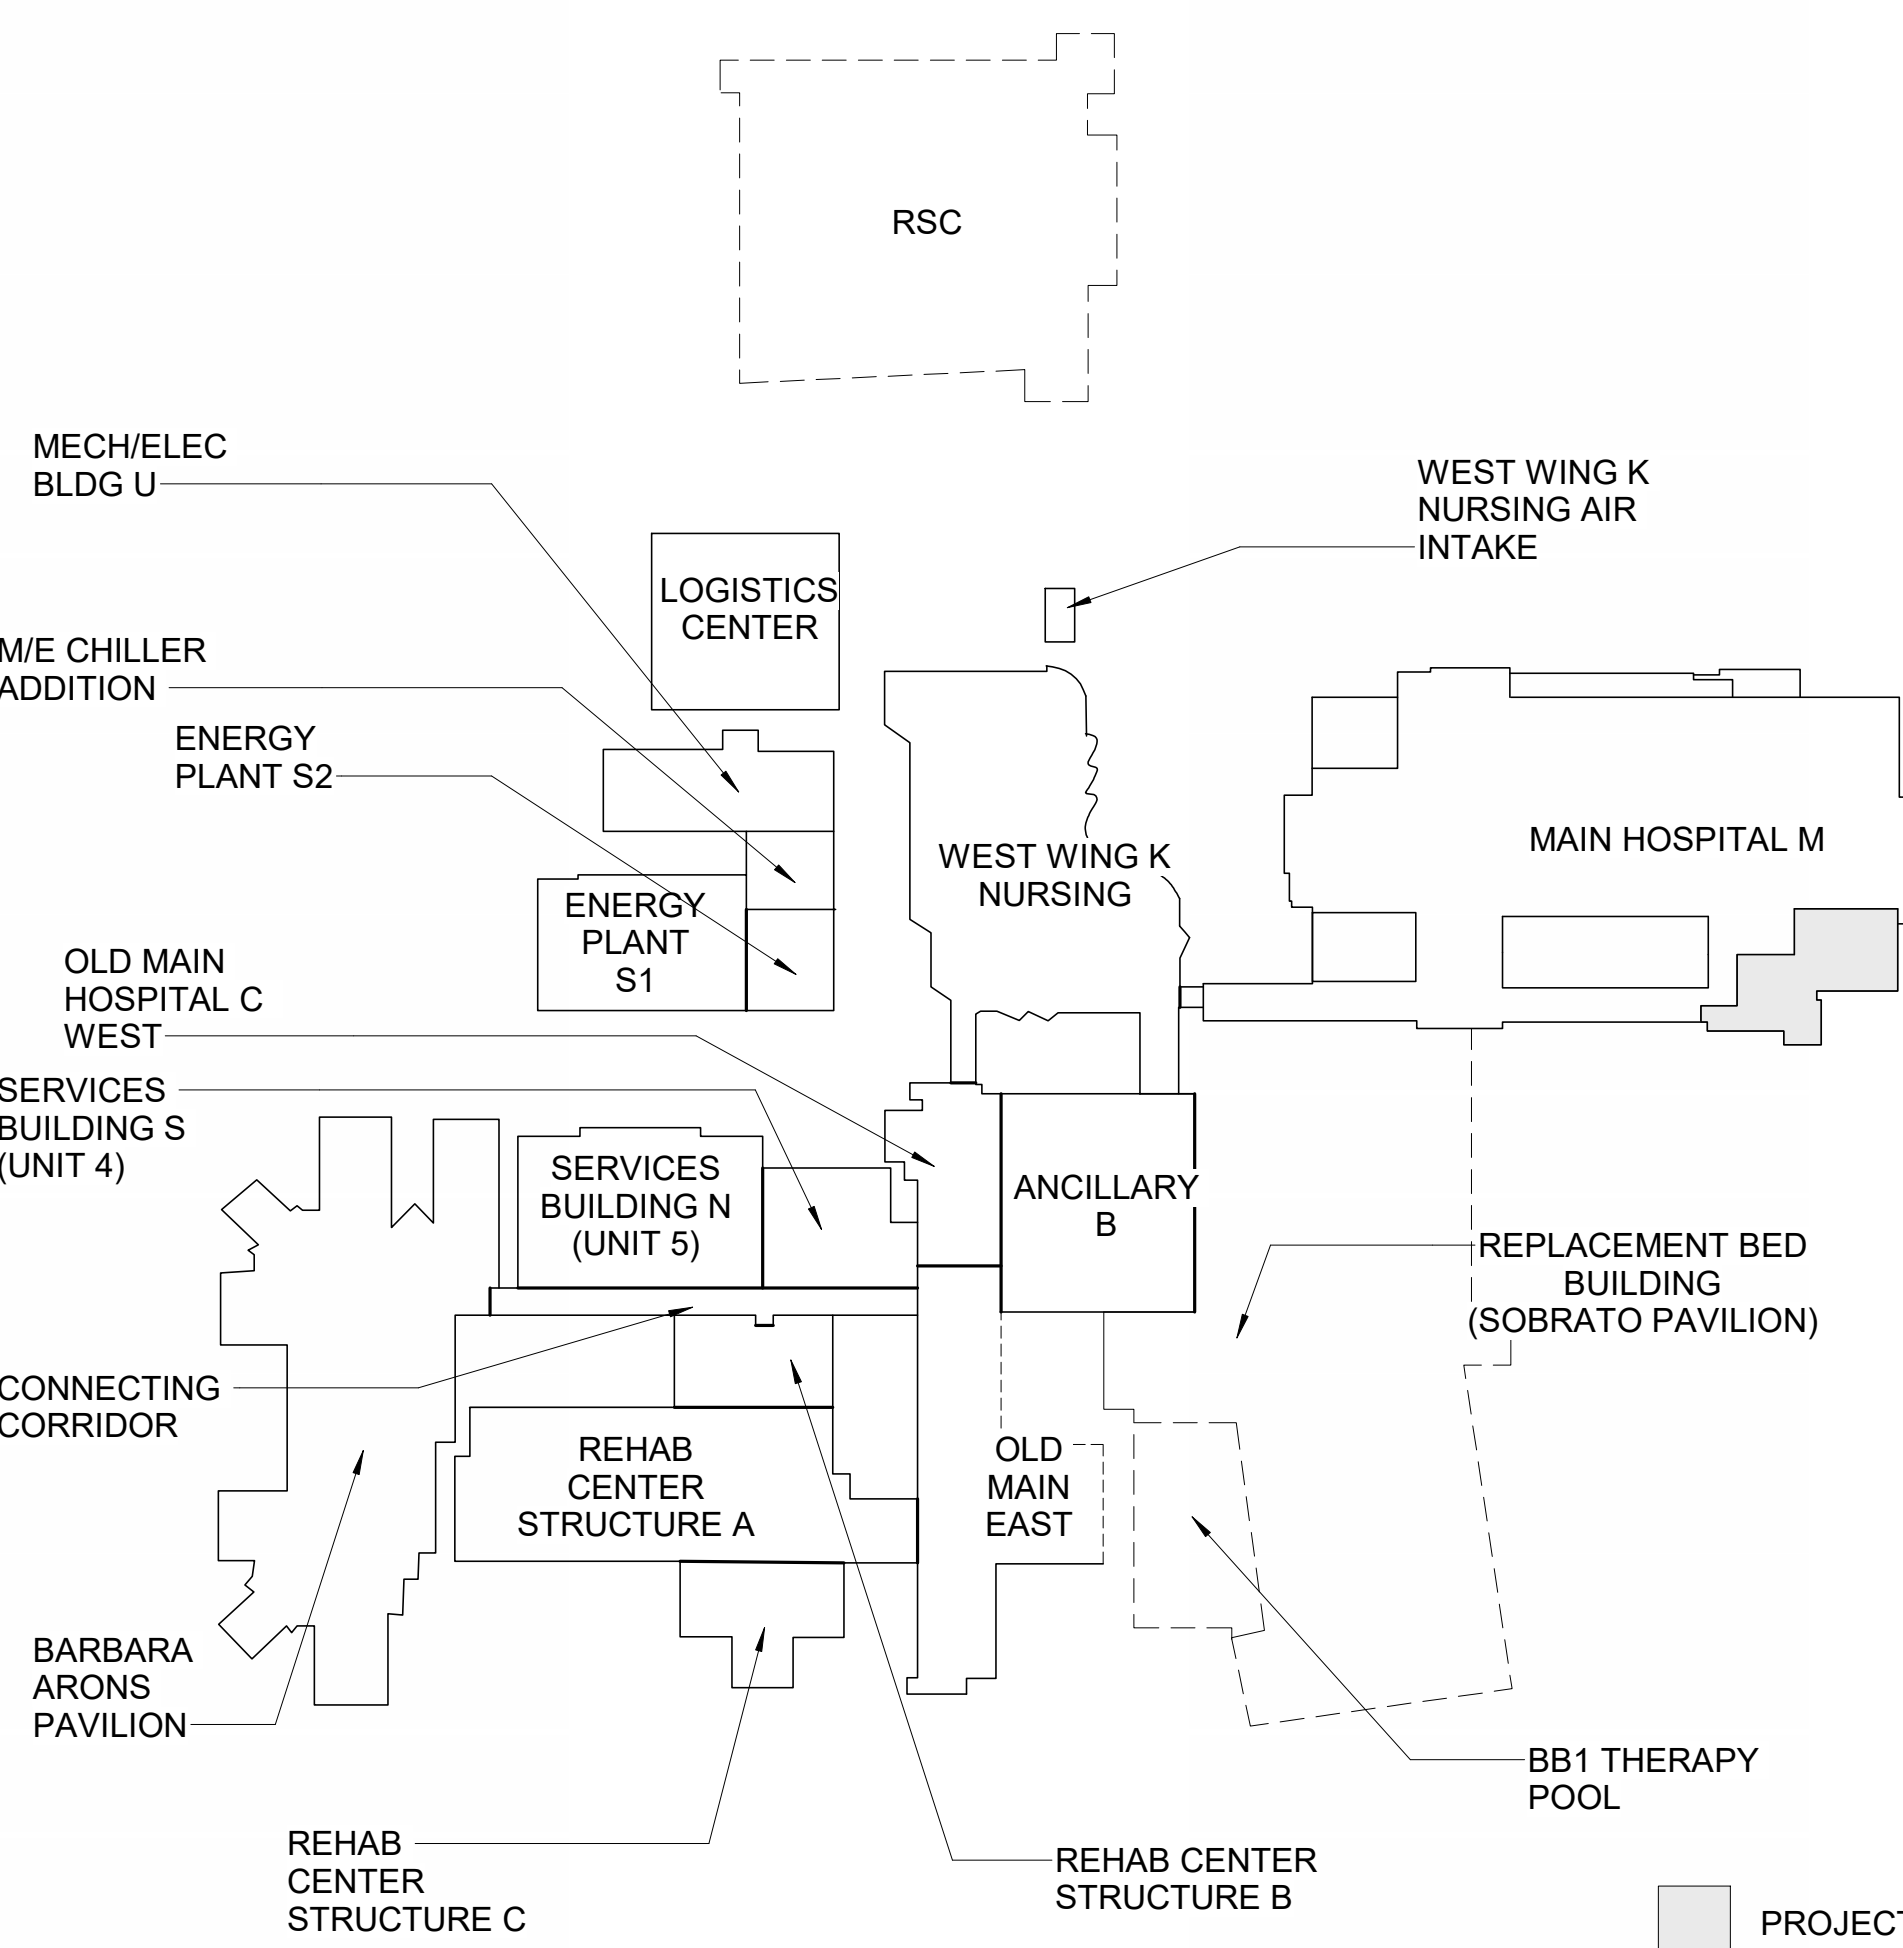 RSC
MECH/ELEC
BLDG U
WEST WING K
NURSING AIR
INTAKE
LOGISTICS
CENTER
M/E CHILLER
ADDITION
ENERGY
PLANT S2
MAIN HOSPITAL M
WEST WING K
NURSING
ENERGY
PLANT
S1
OLD MAIN
HOSPITAL C
WEST
SERVICES
BUILDING S
(UNIT 4)
SERVICES
BUILDING N
(UNIT 5)
ANCILLARY
B
REPLACEMENT BED
BUILDING
(SOBRATO PAVILION)
CONNECTING
CORRIDOR
REHAB
CENTER
STRUCTURE A
OLD
MAIN
EAST
BARBARA
ARONS
PAVILION
BB1 THERAPY
POOL
REHAB
CENTER
STRUCTURE C
REHAB CENTER
STRUCTURE B
PROJECT